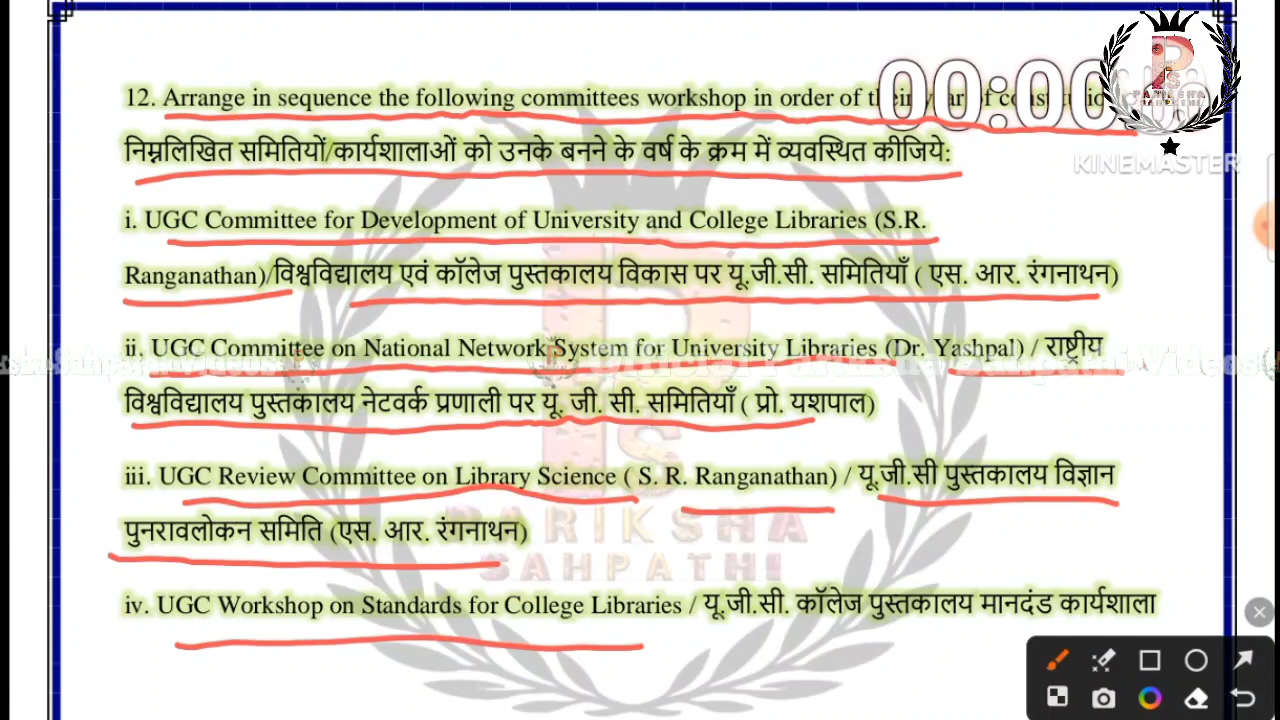 00:00
12. Arrange in sequence the following committees workshop in order of their year of
निम्नलिखित समितियों/कार्यशालाओं को उनके बनने के वर्ष के क्रम में व्यवस्थित कीजिये:
KINEMASTER
i. UGC Committee for Development of University and College Libraries (S.R.
Ranganathan)/विश्वविद्यालय एवं कॉलेज पुस्तकालय विकास पर यू.जी.सी. समितियाँ ( एस. आर. रंगनाथन)
ii. UGC Committee on National Network System for University Libraries (Dr. Yashpal) / राष्ट्रीय
विश्वविद्यालय पुस्तकालय नेटवर्क प्रणाली पर यू. जी. सी. समितियाँ ( प्रो. यशपाल)
iii. UGC Review Committee on Library Science ( S. R. Ranganathan) / यू.जी.सी पुस्तकालय विज्ञान
पुनरावलोकन समिति (एस. आर. रंगनाथन)
PARIKSHA
SAHPATHI
iv. UGC Workshop on Standards for College Libraries / यू.जी.सी. कॉलेज पुस्तकालय मानदंड कार्यशाला